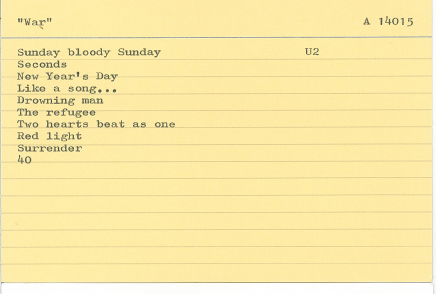 "War" A 14015
Sunday bloody Sunday U2
Seconds
New Year's Day
Like a song...
Drowning man
The refugee
Two hearts beat as one
Red light
Surrender
40